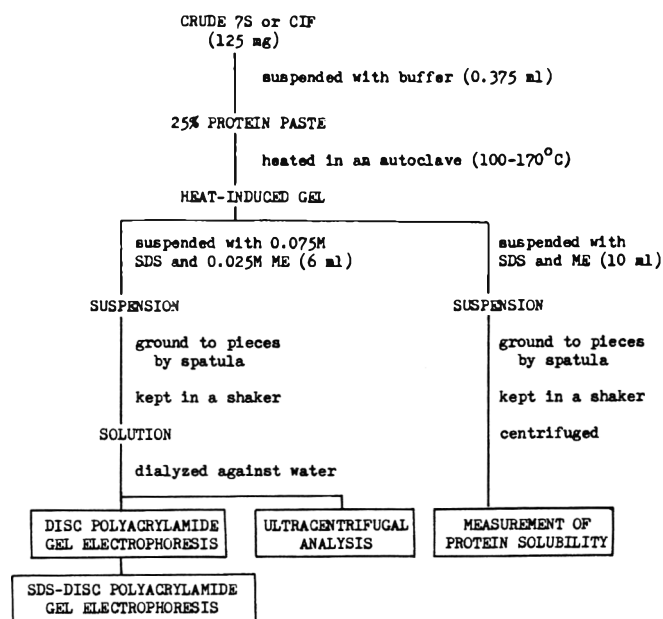 CRUDE 7S or CIF
(125 mg)
suspended with buffer (0.375 ml)
25% PROTEIN PASTE
heated in an autoclave (100-170°C)
HEAT-INDUCED GEL
suspended with 0.075M
SDS and 0.025M ME (6 ml)
SUSPENSION
ground to pieces
by spatula
kept in a shaker
SOLUTION
dialyzed against water
DISC POLYACRYLAMIDE
GEL ELECTROPHORESIS
ULTRACENTRIFUGAL
ANALYSIS
SDS-DISC POLYACRYLAMIDE
GEL ELECTROPHORESIS
suspended with
SDS and ME (10 ml)
SUSPENSION
ground to pieces
by spatula
kept in a shaker
centrifuged
MEASUREMENT OF
PROTEIN SOLUBILITY